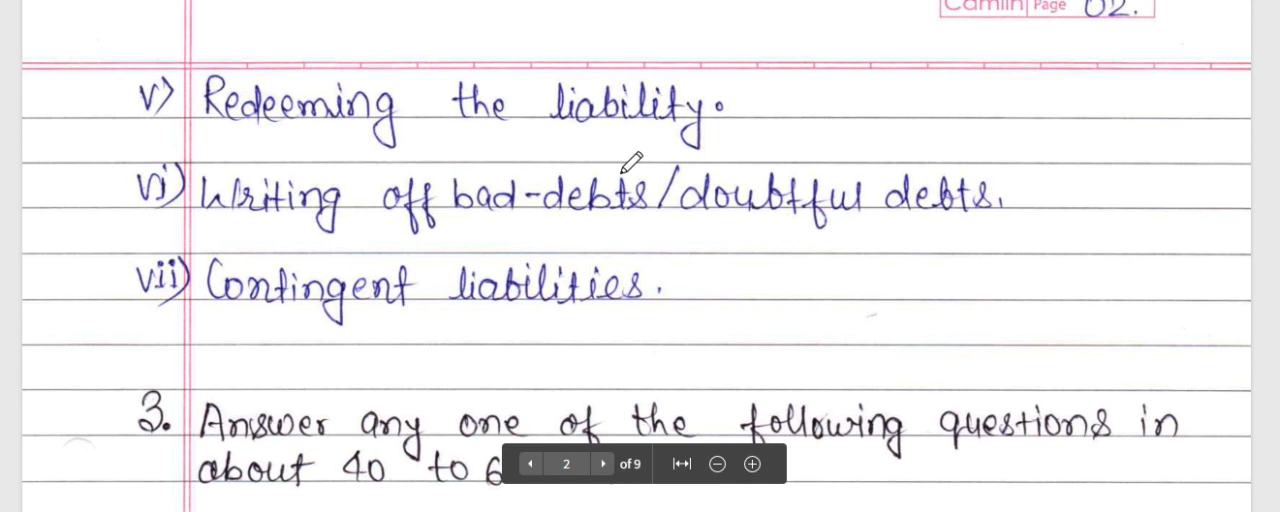 Camlin Page 02.
v) Redeeming the liability.
vi) Writing off bad-debts/doubtful debts.
vii) Contingent liabilities.
3. Answer any one of the following questions in
about 40 to 6
2 of 9